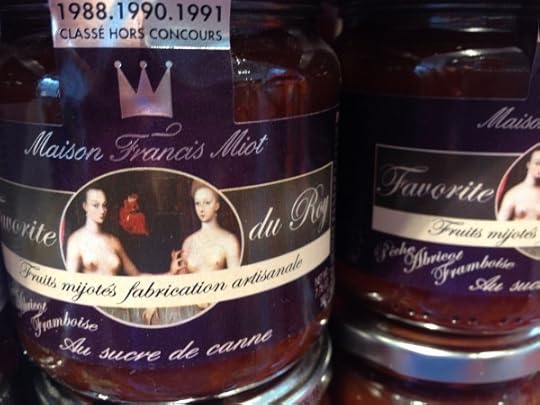 1988.1990.1991
CLASSÉ HORS CONCOURS
Maison Francis Miot
Favorite du Roy
Fruits mijotés fabrication artisanale
Abricot
Framboise
Au sucre de canne
Maison
Favorite
Fruits mijotés
Pêche Abricot
Framboise
Au sucre